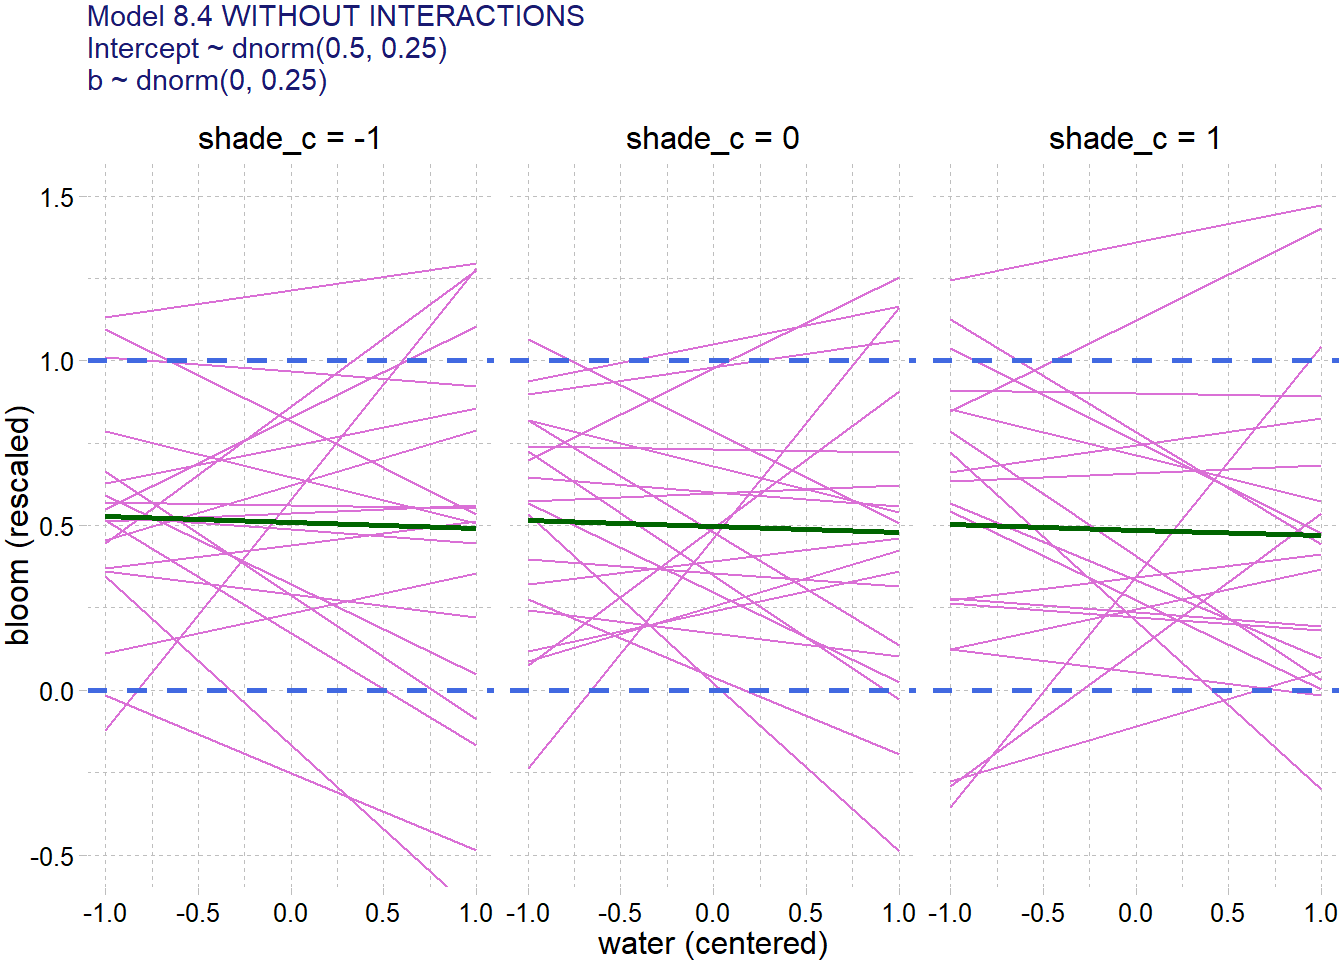 Model 8.4 WITHOUT INTERACTIONS
Intercept ~ dnorm(0.5, 0.25)
b ~ dnorm(0, 0.25)
shade_c = -1 shade_c = 0 shade_c = 1
1.5
1.0
0.5
0.0
-0.5
bloom (rescaled)
-1.0 -0.5 0.0 0.5 1.0 -1.0 -0.5 0.0 0.5 1.0 -1.0 -0.5 0.0 0.5 1.0
water (centered)